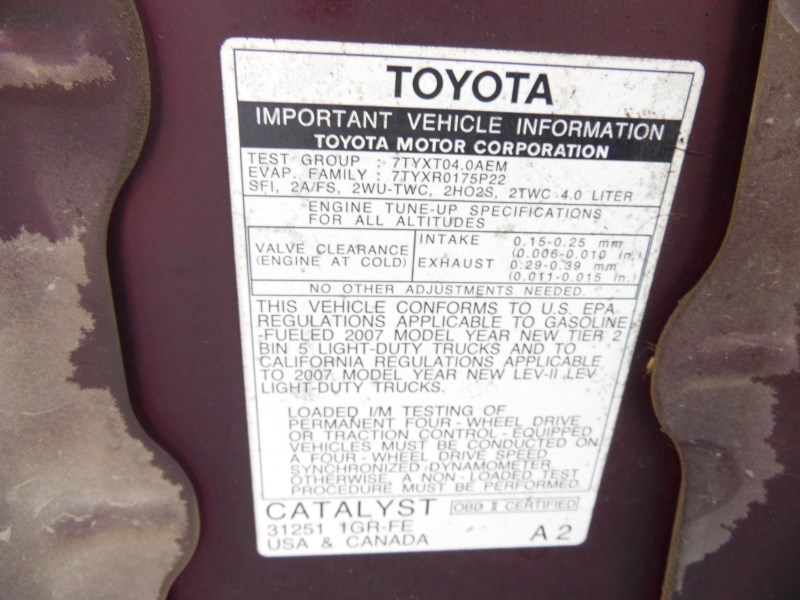 TOYOTA
IMPORTANT VEHICLE INFORMATION
TOYOTA MOTOR CORPORATION
TEST GROUP : 7TYXT04.0AEM
EVAP. FAMILY : 7TYXR0175P22
SFI, 2A/FS, 2WU-TWC, 2HO2S, 2TWC 4.0 LITER
ENGINE TUNE-UP SPECIFICATIONS
FOR ALL ALTITUDES
VALVE CLEARANCE
(ENGINE AT COLD)
INTAKE 0.15-0.25 mm
(0.006-0.010 in.)
EXHAUST 0.29-0.39 mm
(0.011-0.015 in.)
NO OTHER ADJUSTMENTS NEEDED.
THIS VEHICLE CONFORMS TO U.S. EPA
REGULATIONS APPLICABLE TO GASOLINE
-FUELED 2007 MODEL YEAR NEW TIER 2
BIN 5 LIGHT-DUTY TRUCKS AND TO
CALIFORNIA REGULATIONS APPLICABLE
TO 2007 MODEL YEAR NEW LEV-II LEV
LIGHT-DUTY TRUCKS.
LOADED I/M TESTING OF
PERMANENT FOUR-WHEEL DRIVE
OR TRACTION CONTROL-EQUIPPED
VEHICLES MUST BE CONDUCTED ON
A FOUR-WHEEL DRIVE SPEED
SYNCHRONIZED DYNAMOMETER.
OTHERWISE, A NON-LOADED TEST
PROCEDURE MUST BE PERFORMED.
CATALYST OBD II CERTIFIED
31251 1GR-FE
USA & CANADA A 2